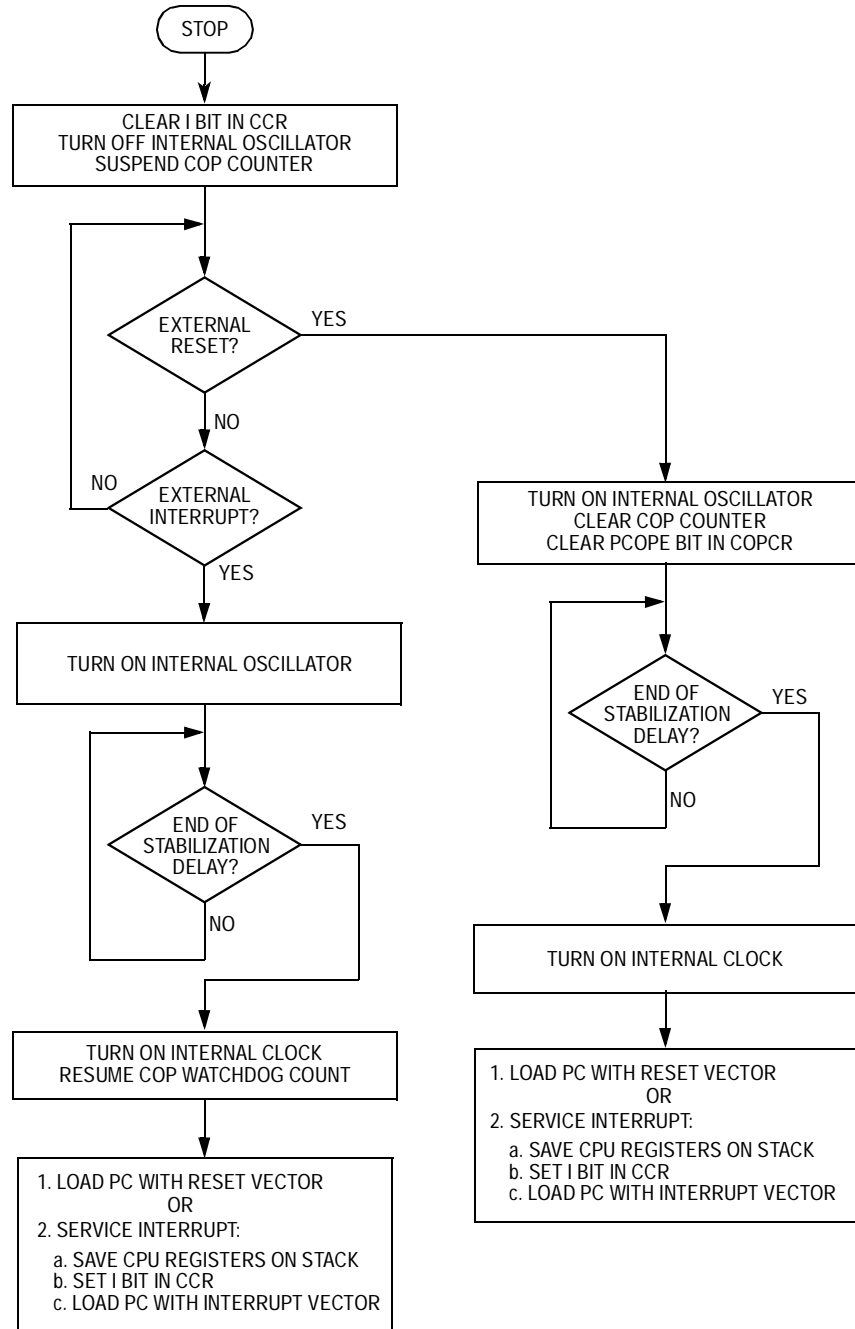 STOP
CLEAR I BIT IN CCR
TURN OFF INTERNAL OSCILLATOR
SUSPEND COP COUNTER
EXTERNAL
RESET?
YES
NO
EXTERNAL
INTERRUPT?
NO
YES
TURN ON INTERNAL OSCILLATOR
END OF
STABILIZATION
DELAY?
YES
NO
TURN ON INTERNAL CLOCK
RESUME COP WATCHDOG COUNT
1. LOAD PC WITH RESET VECTOR
OR
2. SERVICE INTERRUPT:
a. SAVE CPU REGISTERS ON STACK
b. SET I BIT IN CCR
c. LOAD PC WITH INTERRUPT VECTOR
TURN ON INTERNAL OSCILLATOR
CLEAR COP COUNTER
CLEAR PCOPE BIT IN COPCR
END OF
STABILIZATION
DELAY?
YES
NO
TURN ON INTERNAL CLOCK
1. LOAD PC WITH RESET VECTOR
OR
2. SERVICE INTERRUPT:
a. SAVE CPU REGISTERS ON STACK
b. SET I BIT IN CCR
c. LOAD PC WITH INTERRUPT VECTOR